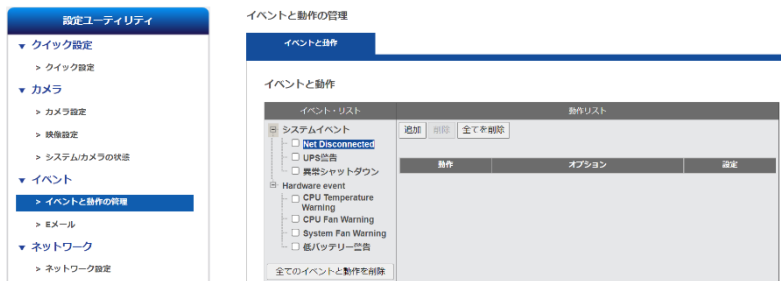 設定ユーティリティ
クイック設定
> クイック設定
カメラ
> カメラ設定
> 映像設定
> システム/カメラの状態
イベント
> イベントと動作の管理
> Eメール
ネットワーク
> ネットワーク設定
イベントと動作の管理
イベントと動作
イベントと動作
イベント・リスト
システムイベント
Net Disconnected
UPS警告
異常シャットダウン
Hardware event
CPU Temperature
Warning
CPU Fan Warning
System Fan Warning
低バッテリー警告
全てのイベントと動作を削除
動作リスト
追加 削除 全てを削除
動作 オプション 設定